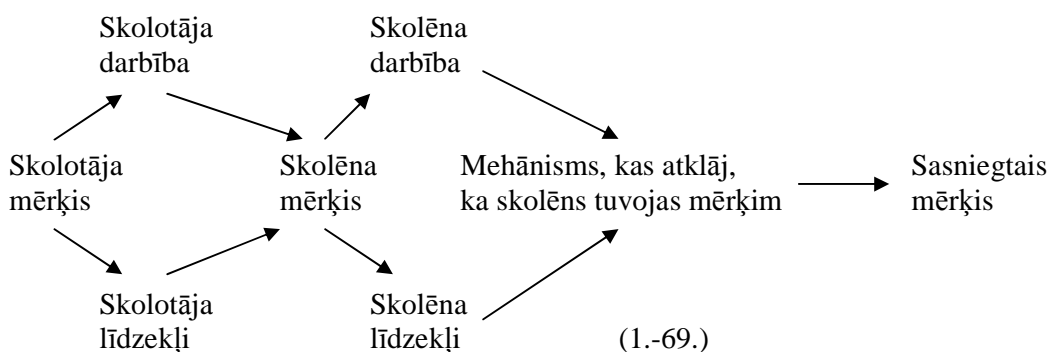 Skolotāja
darbība
Skolēna
darbība
Skolotāja
mērķis
Skolēna
mērķis
Mehānisms, kas atklāj,
ka skolēns tuvojas mērķim
Sasniegtais
mērķis
Skolotāja
līdzekļi
Skolēna
līdzekļi
(1.-69.)